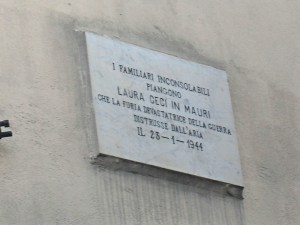 I FAMILIARI INCONSOLABILI
PIANGONO
LAURA CECI IN MAURI
CHE LA FURIA DEVASTATRICE DELLA GUERRA
DISTRUSSE DALL'ARIA
IL 28-1-1944